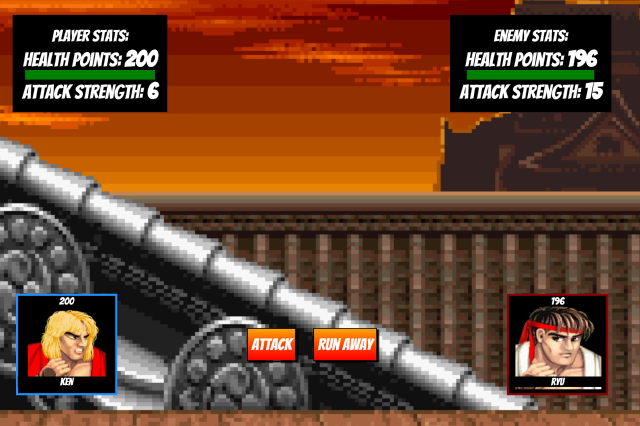 PLAYER STATS:
HEALTH POINTS: 200
ATTACK STRENGTH: 6
ENEMY STATS:
HEALTH POINTS: 196
ATTACK STRENGTH: 15
200
KEN
ATTACK
RUN AWAY
196
RYU